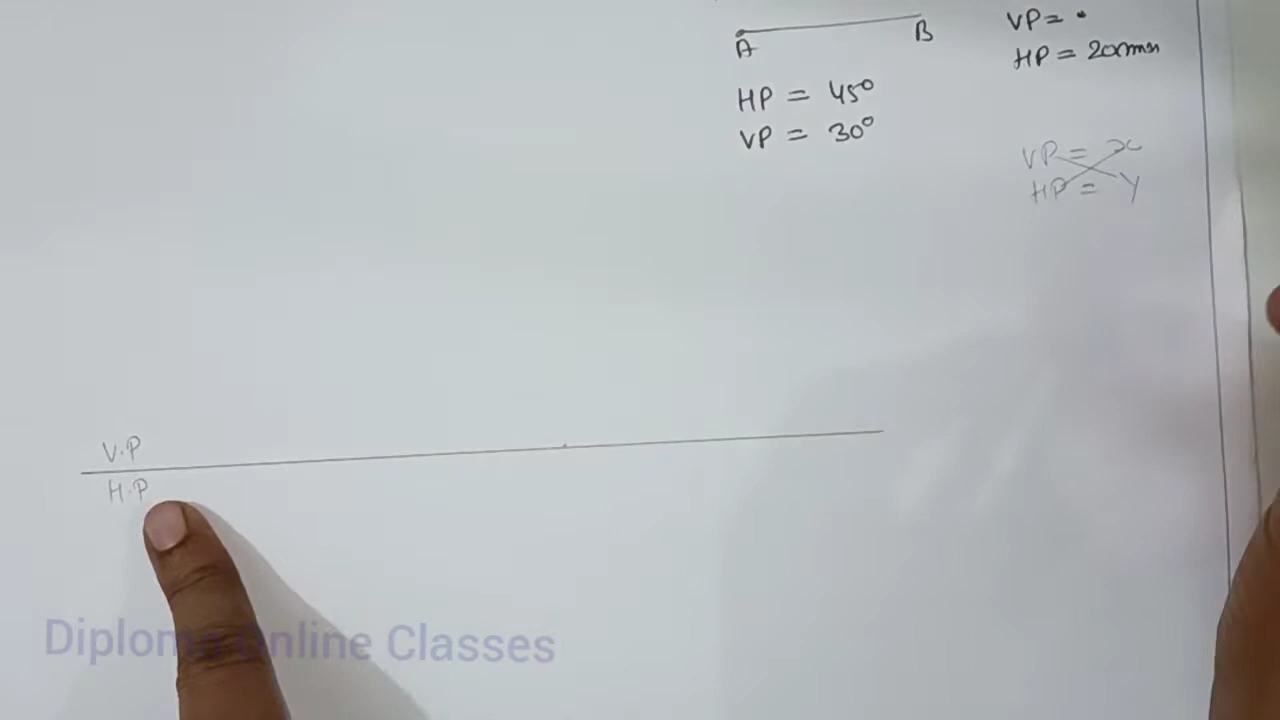 A B
HP = 45°
VP = 30°
VP = •
HP = 20mm
VP = x
HP = y
V.P
H.P
Diploma Online Classes